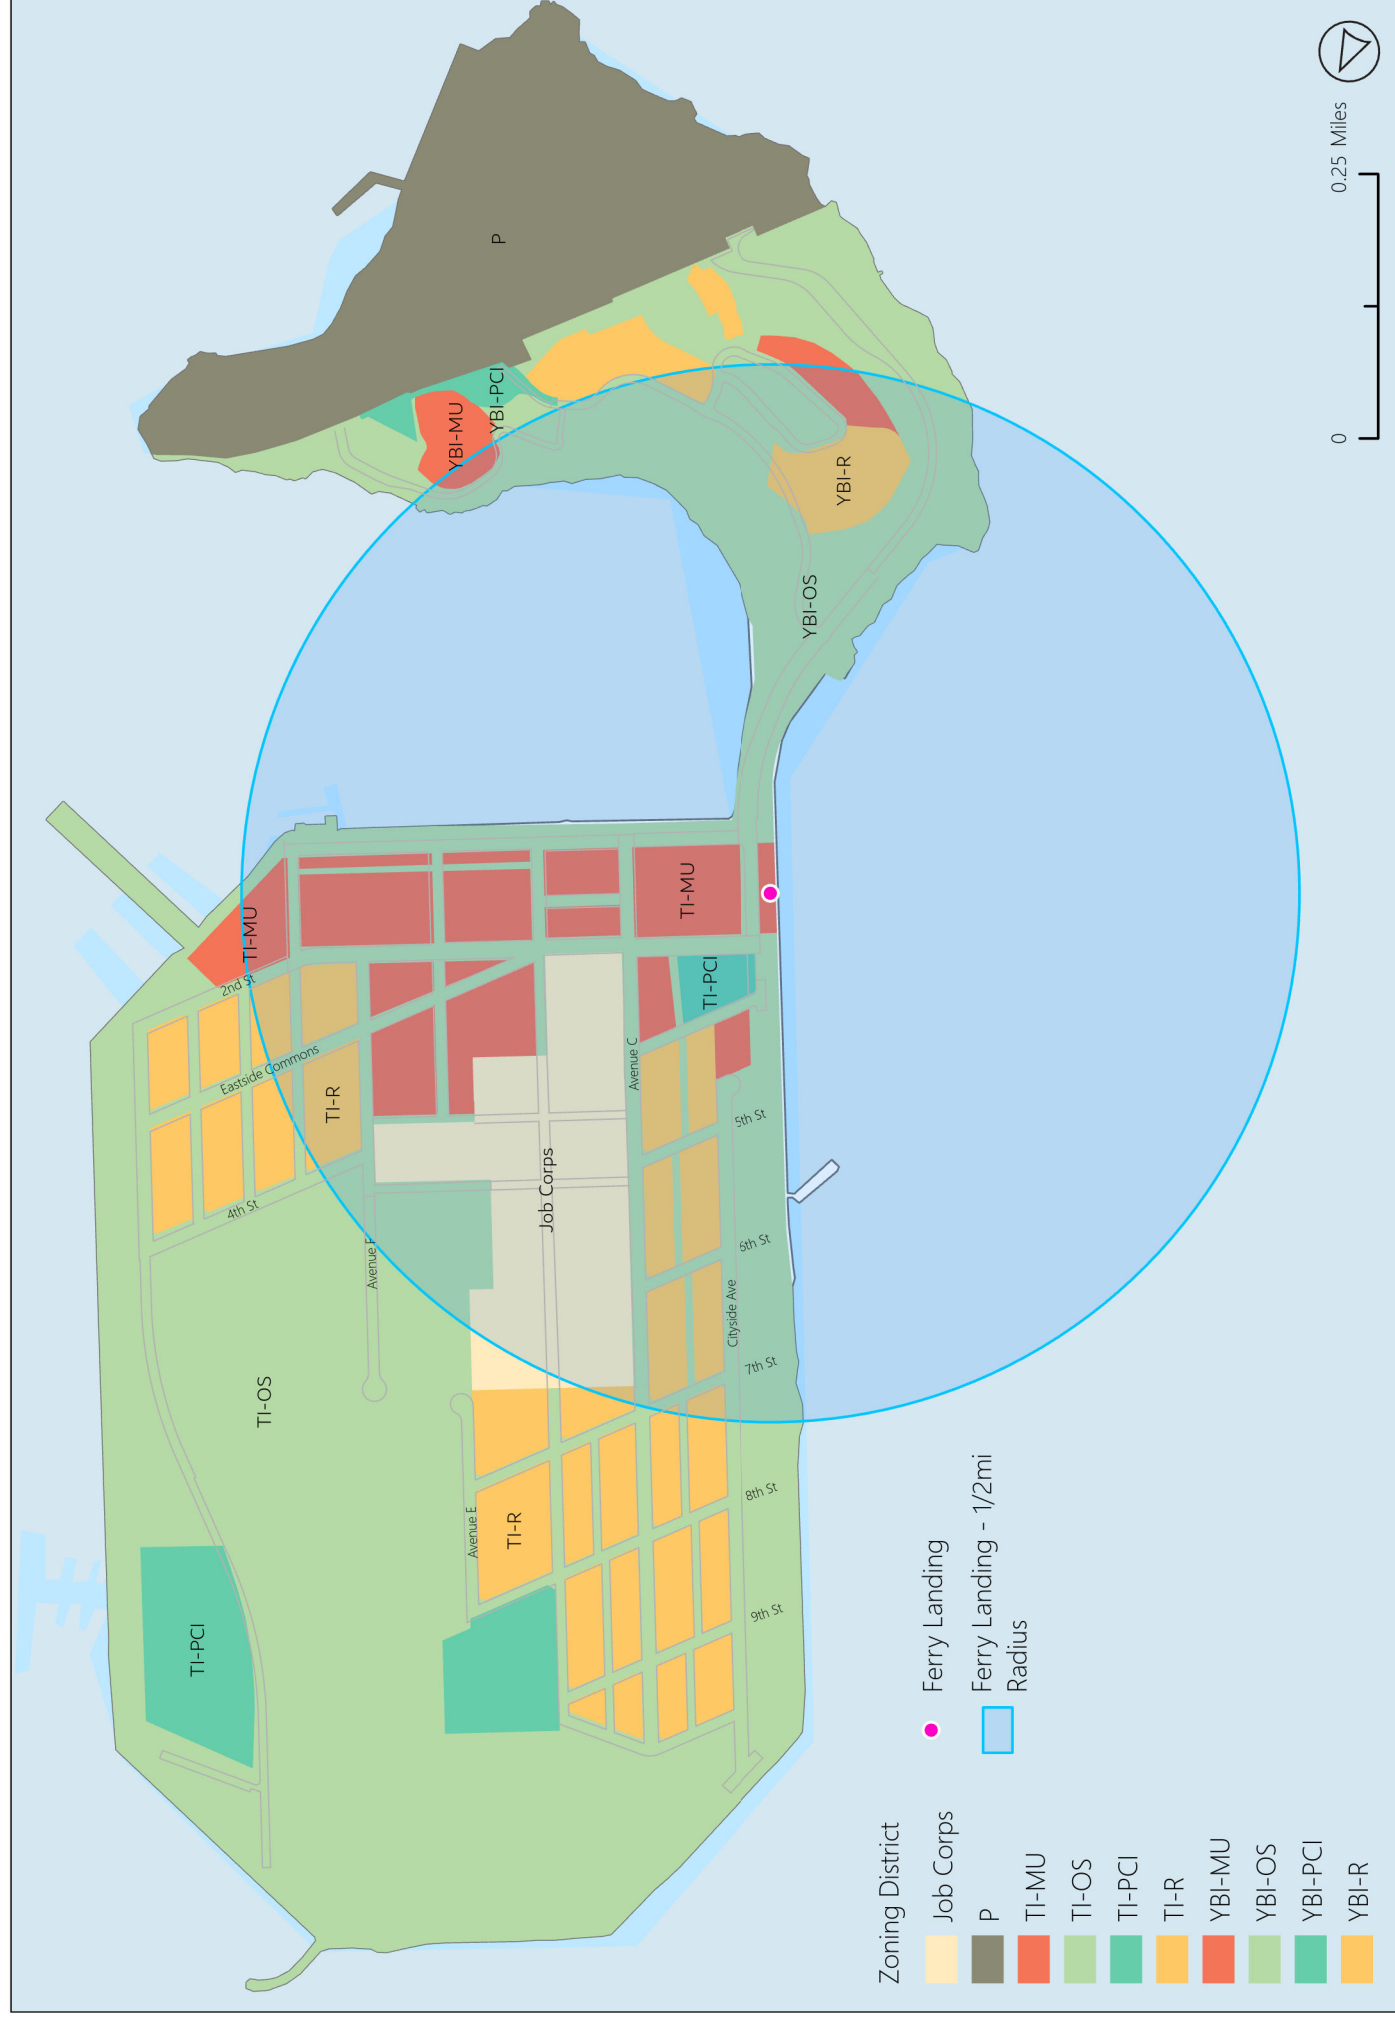 TI-PCI
TI-OS
4th St
Eastside Commons
2nd St
TI-MU
TI-R
Avenue F
Avenue E
TI-R
Job Corps
Avenue C
TI-MU
TI-PCI
5th St
6th St
Cityside Ave
7th St
8th St
9th St
P
YBI-MU
YBI-PCI
YBI-R
YBI-OS
Zoning District
Job Corps
P
TI-MU
TI-OS
TI-PCI
TI-R
YBI-MU
YBI-OS
YBI-PCI
YBI-R
Ferry Landing
Ferry Landing - 1/2mi
Radius
0
0.25 Miles